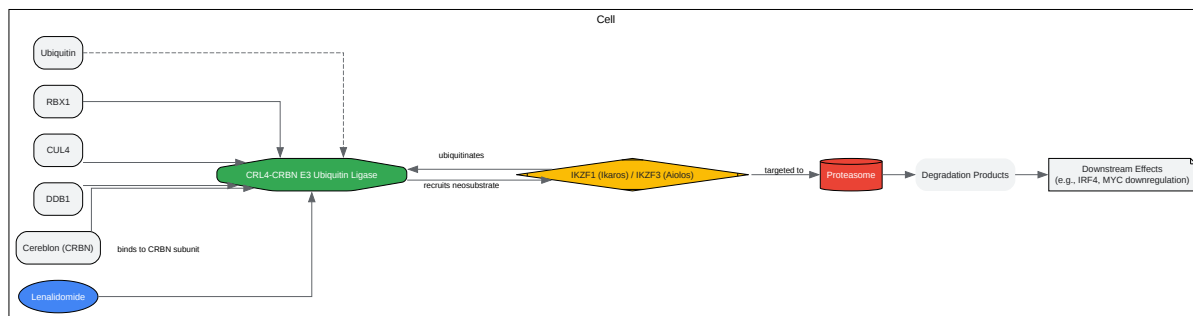 Cell
Ubiquitin
RBX1
CUL4
DDB1
Cereblon (CRBN)
binds to CRBN subunit
Lenalidomide
CRL4-CRBN E3 Ubiquitin Ligase
ubiquitinates
recruits neosubstrate
IKZF1 (Ikaros) / IKZF3 (Aiolos)
targeted to
Proteasome
Degradation Products
Downstream Effects
(e.g., IRF4, MYC downregulation)